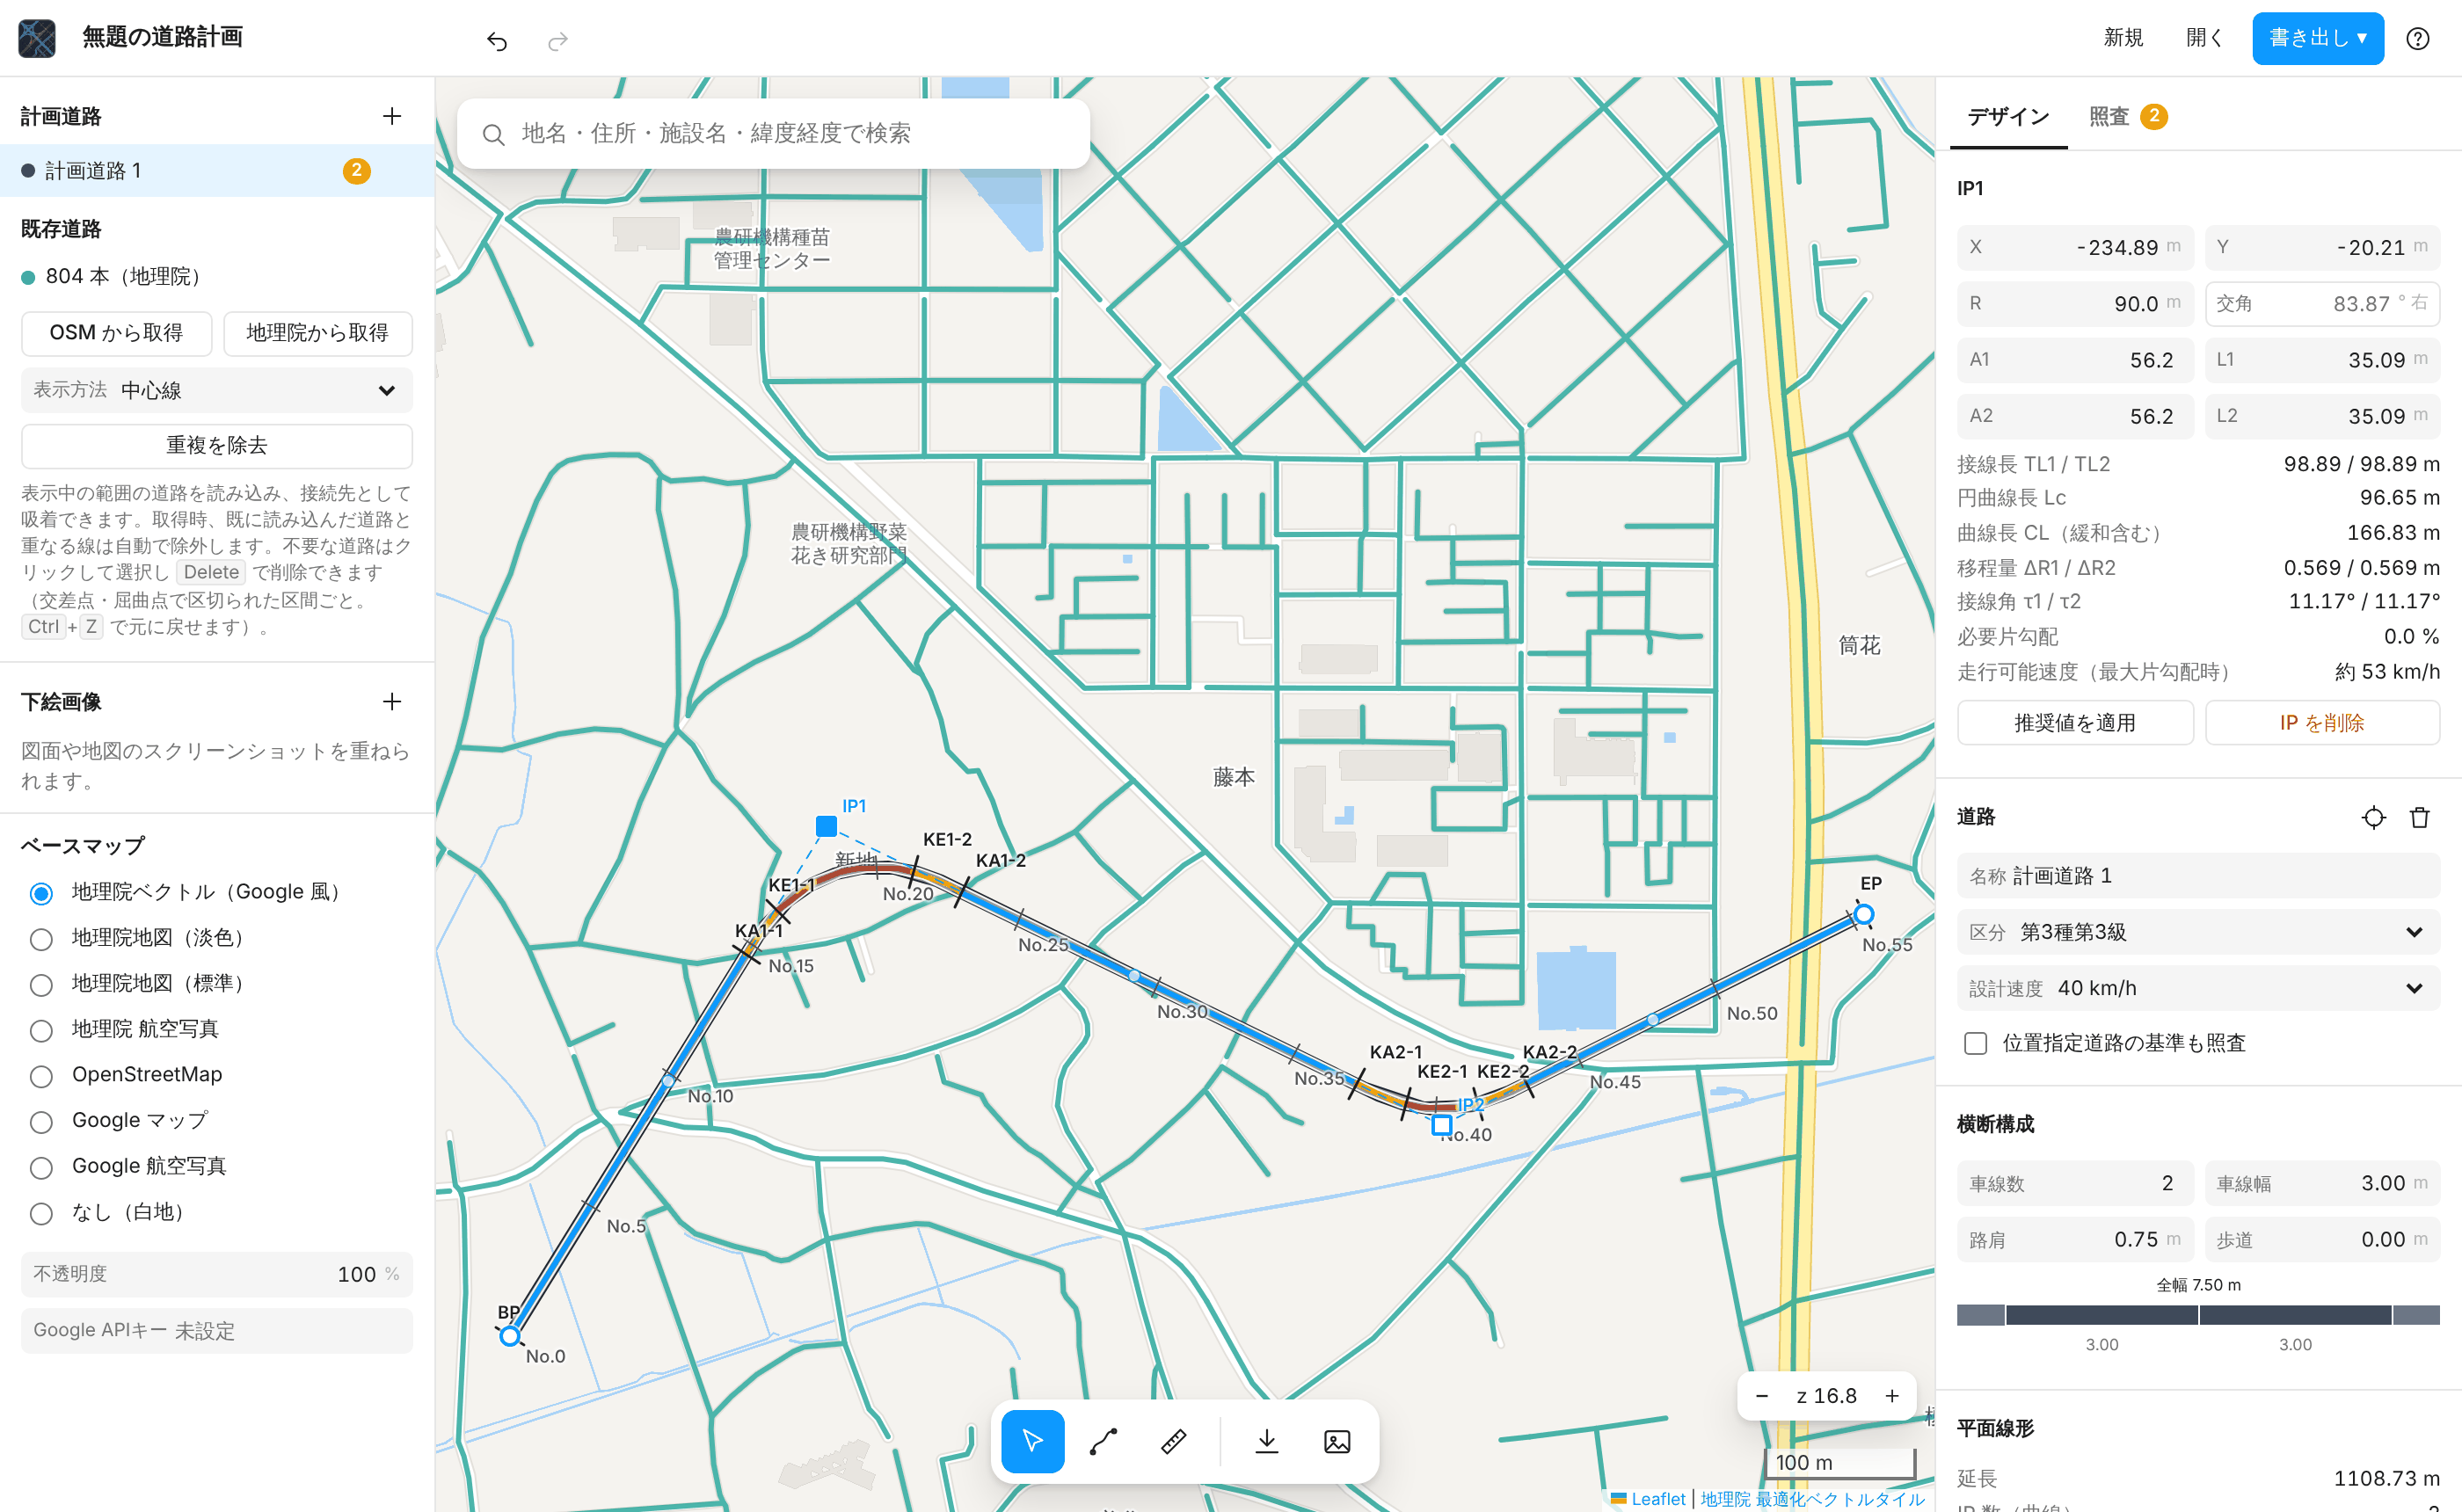 無題の道路計画
新規
開く
書き出し ▾
計画道路
計画道路 1
2
既存道路
804 本（地理院）
OSM から取得
地理院から取得
表示方法 中心線
重複を除去
表示中の範囲の道路を読み込み、接続先として
吸着できます。取得時、既に読み込んだ道路と
重なる線は自動で除外します。不要な道路はク
リックして選択し Delete で削除できます
（交差点・屈曲点で区切られた区間ごと。
Ctrl+Z で元に戻せます）。
下絵画像
図面や地図のスクリーンショットを重ねら
れます。
ベースマップ
地理院ベクトル（Google 風）
地理院地図（淡色）
地理院地図（標準）
地理院 航空写真
OpenStreetMap
Google マップ
Google 航空写真
なし（白地）
不透明度 100 %
Google APIキー 未設定
地名・住所・施設名・緯度経度で検索
農研機構種苗
管理センター
農研機構野菜
花き研究部門
筒花
藤本
新地
IP1
KE1-2
KA1-2
KE1-1
No.20
KA1-1
No.15
No.25
EP
No.55
No.30
No.50
KA2-1
KA2-2
KE2-1
KE2-2
No.35
No.45
No.10
IP2
No.40
No.5
BP
No.0
− z 16.8 +
100 m
Leaflet | 地理院 最適化ベクトルタイル
デザイン
照査
2
IP1
X -234.89 m
Y -20.21 m
R 90.0 m
交角 83.87 ° 右
A1 56.2
L1 35.09 m
A2 56.2
L2 35.09 m
接線長 TL1 / TL2 98.89 / 98.89 m
円曲線長 Lc 96.65 m
曲線長 CL（緩和含む） 166.83 m
移程量 ΔR1 / ΔR2 0.569 / 0.569 m
接線角 τ1 / τ2 11.17° / 11.17°
必要片勾配 0.0 %
走行可能速度（最大片勾配時） 約 53 km/h
推奨値を適用
IP を削除
道路
名称 計画道路 1
区分 第3種第3級
設計速度 40 km/h
位置指定道路の基準も照査
横断構成
車線数 2
車線幅 3.00 m
路肩 0.75 m
歩道 0.00 m
全幅 7.50 m
3.00
3.00
平面線形
延長 1108.73 m